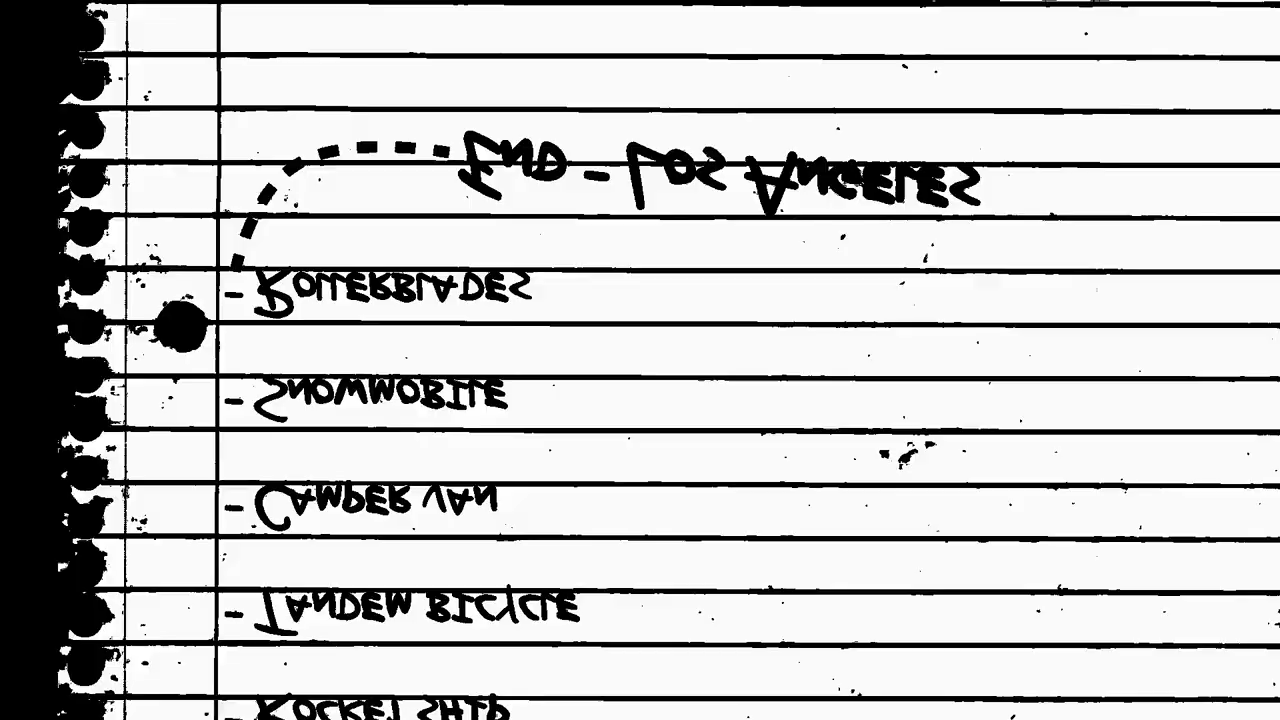 - ROCKET SHIP
- TANDEM BICYCLE
- CAMPER VAN
- SNOWMOBILE
- ROLLERBLADES
END - LOS ANGELES